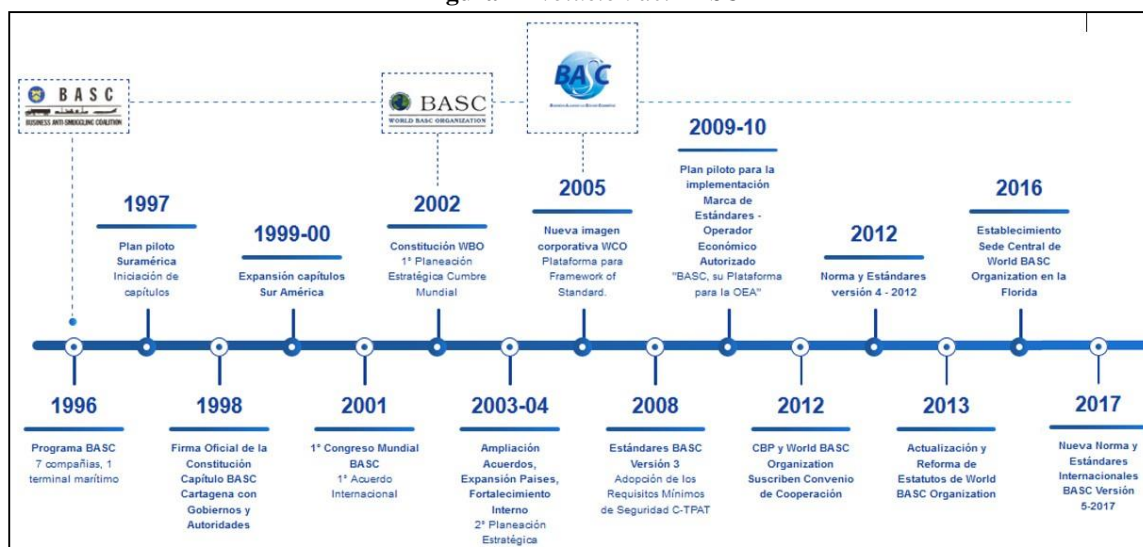 BASC
BUSINESS ANTI-SMUGGLING COALITION
BASC
WORLD BASC ORGANIZATION
BASC
1997
Plan piloto
Suramérica
Iniciación de
capítulos
1999-00
Expansión capítulos
Sur América
2002
Constitución WBO
1° Planeación
Estratégica Cumbre
Mundial
2005
Nueva imagen
corporativa WCO
Plataforma para
Framework of
Standard.
2009-10
Plan piloto para la
implementación
Marca de
Estándares -
Operador
Económico
Autorizado
"BASC, su Plataforma
para la OEA"
2012
Norma y Estándares
versión 4 - 2012
2016
Establecimiento
Sede Central de
World BASC
Organization en la
Florida
1996
Programa BASC
7 compañias, 1
terminal marítimo
1998
Firma Oficial de la
Constitución
Capítulo BASC
Cartagena con
Gobiernos y
Autoridades
2001
1° Congreso Mundial
BASC
1° Acuerdo
Internacional
2003-04
Ampliación
Acuerdos,
Expansión Paises,
Fortalecimiento
Interno
2° Planeación
Estratégica
2008
Estándares BASC
Versión 3
Adopción de los
Requisitos Mínimos
de Seguridad C-TPAT
2012
CBP y World BASC
Organization
Suscriben Convenio
de Cooperación
2013
Actualización y
Reforma de
Estatutos de World
BASC Organization
2017
Nueva Norma y
Estándares
Internacionales
BASC Versión
5-2017